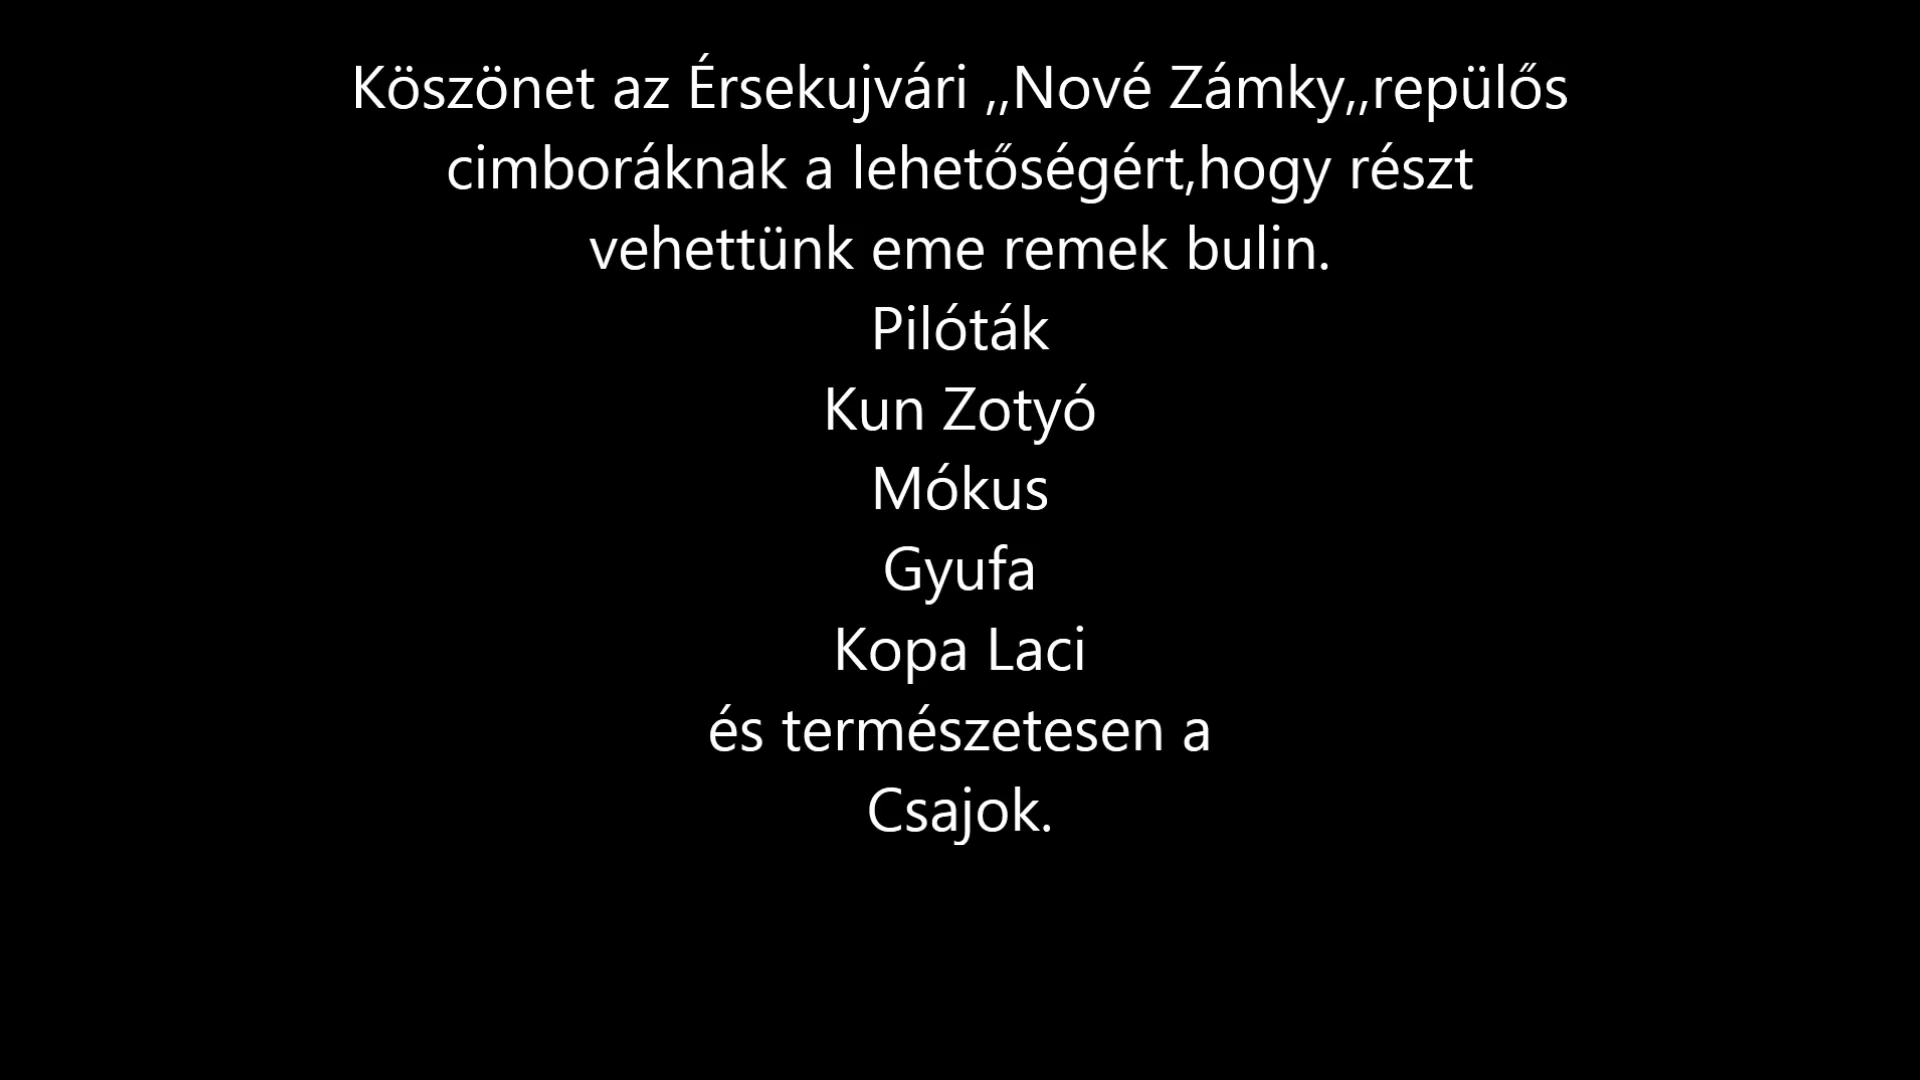 Köszönet az Érsekujvári ,,Nové Zámky,,repülős
cimboráknak a lehetőségért,hogy részt
vehettünk eme remek bulin.
Pilóták
Kun Zotyó
Mókus
Gyufa
Kopa Laci
és természetesen a
Csajok.